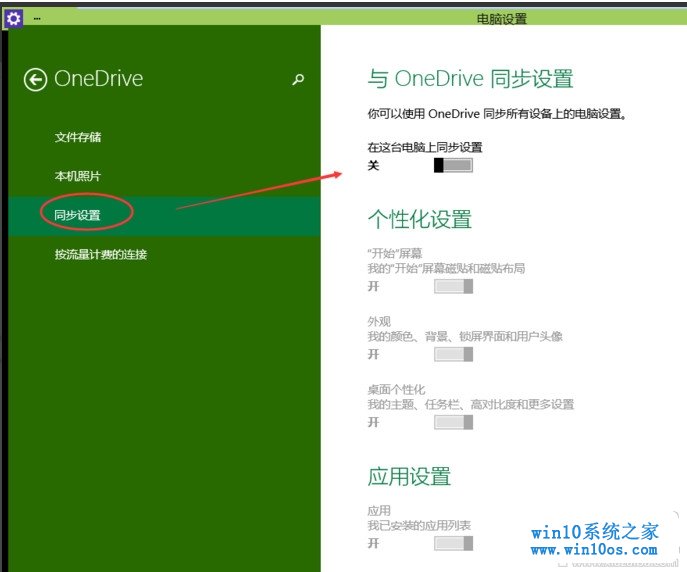 ... 电脑设置
OneDrive
文件存储
本机照片
同步设置
按流量计费的连接
与 OneDrive 同步设置
你可以使用 OneDrive 同步所有设备上的电脑设置。
在这台电脑上同步设置
关
个性化设置
"开始"屏幕
我的"开始"屏幕磁贴和磁贴布局
开
外观
我的颜色、背景、锁屏界面和用户头像
开
桌面个性化
我的主题、任务栏、高对比度和更多设置
开
应用设置
应用
我已安装的应用列表
开
win10系统之家
www.win10os.com